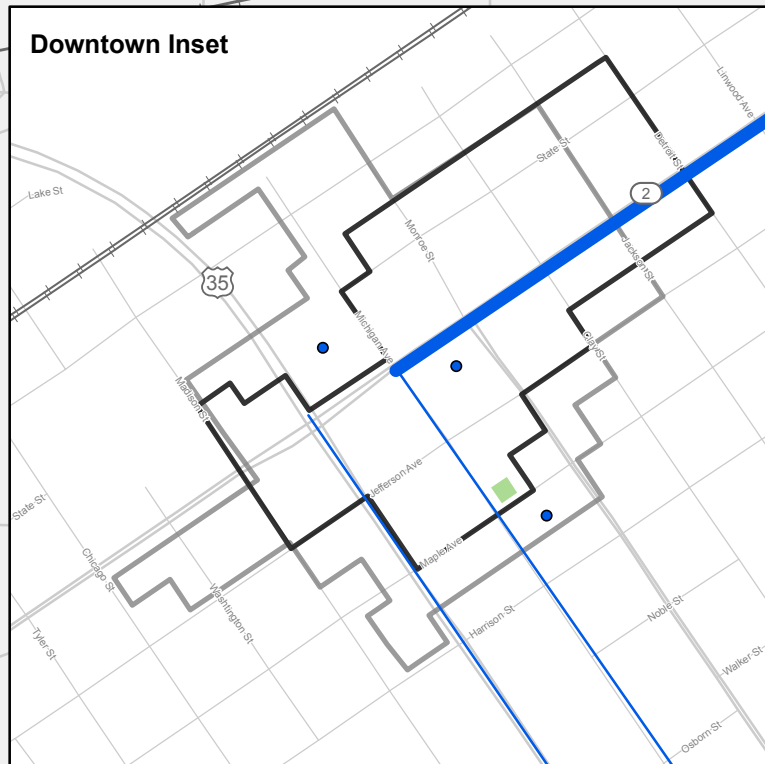 Downtown Inset
Linwood Ave
Detroit St
State St
Lake St
2
Monroe St
Jackson St
35
Michigan Ave
Clay St
Madison St
Jefferson Ave
State St
Maple Ave
Chicago St
Washington St
Harrison St
Noble St
Tyler St
Walker St
Osborn St